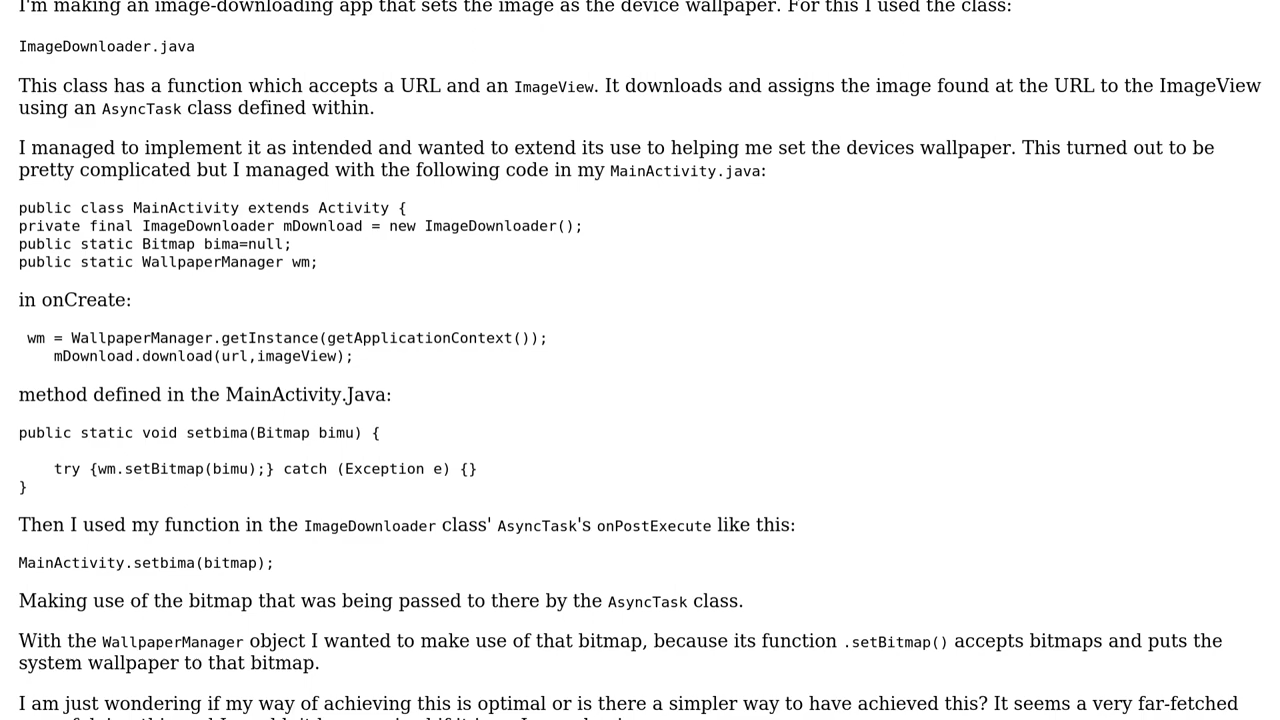 I'm making an image-downloading app that sets the image as the device wallpaper. For this I used the class:
ImageDownloader.java
This class has a function which accepts a URL and an ImageView. It downloads and assigns the image found at the URL to the ImageView
using an AsyncTask class defined within.
I managed to implement it as intended and wanted to extend its use to helping me set the devices wallpaper. This turned out to be
pretty complicated but I managed with the following code in my MainActivity.java:
public class MainActivity extends Activity {
private final ImageDownloader mDownload = new ImageDownloader();
public static Bitmap bima=null;
public static WallpaperManager wm;
in onCreate:
wm = WallpaperManager.getInstance(getApplicationContext());
mDownload.download(url,imageView);
method defined in the MainActivity.Java:
public static void setbima(Bitmap bimu) {
try {wm.setBitmap(bimu);} catch (Exception e) {}
}
Then I used my function in the ImageDownloader class' AsyncTask's onPostExecute like this:
MainActivity.setbima(bitmap);
Making use of the bitmap that was being passed to there by the AsyncTask class.
With the WallpaperManager object I wanted to make use of that bitmap, because its function .setBitmap() accepts bitmaps and puts the
system wallpaper to that bitmap.
I am just wondering if my way of achieving this is optimal or is there a simpler way to have achieved this? It seems a very far-fetched